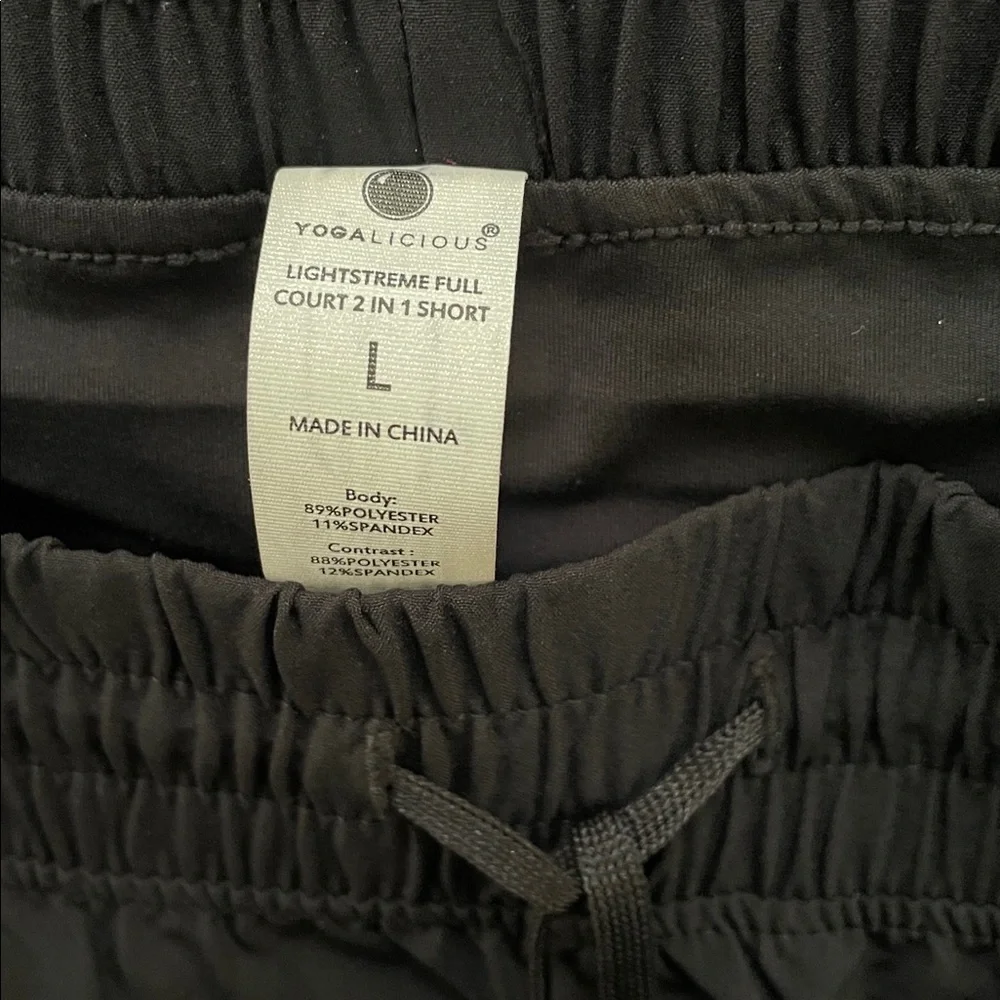 YOGALICIOUS®
LIGHTSTREME FULL
COURT 2 IN 1 SHORT
L
MADE IN CHINA
Body:
89%POLYESTER
11%SPANDEX
Contrast :
88%POLYESTER
12%SPANDEX